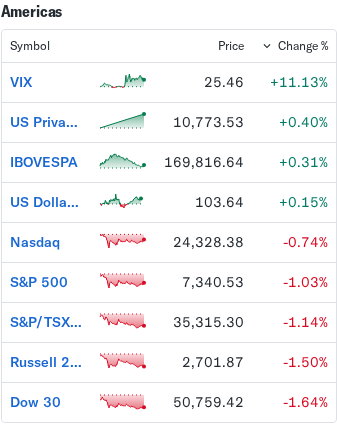 Americas
Symbol Price Change %
VIX 25.46 +11.13%
US Priva... 10,773.53 +0.40%
IBOVESPA 169,816.64 +0.31%
US Dolla... 103.64 +0.15%
Nasdaq 24,328.38 -0.74%
S&P 500 7,340.53 -1.03%
S&P/TSX... 35,315.30 -1.14%
Russell 2... 2,701.87 -1.50%
Dow 30 50,759.42 -1.64%